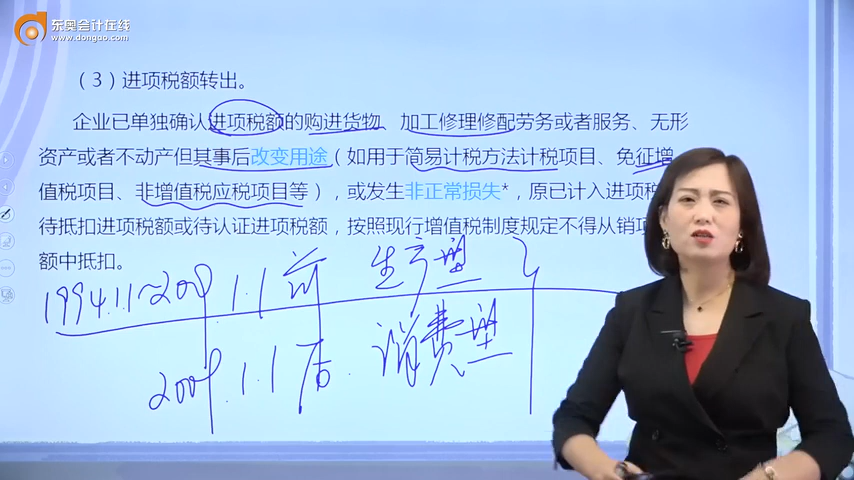 东奥会计在线
www.dongao.com
（3）进项税额转出。
企业已单独确认进项税额的购进货物、加工修理修配劳务或者服务、无形
资产或者不动产但其事后改变用途（如用于简易计税方法计税项目、免征增
值税项目、非增值税应税项目等），或发生非正常损失*，原已计入进项税
待抵扣进项税额或待认证进项税额，按照现行增值税制度规定不得从销项
额中抵扣。
1994.1.1~2009.1.1前 生产型
2009.1.1后 消费型